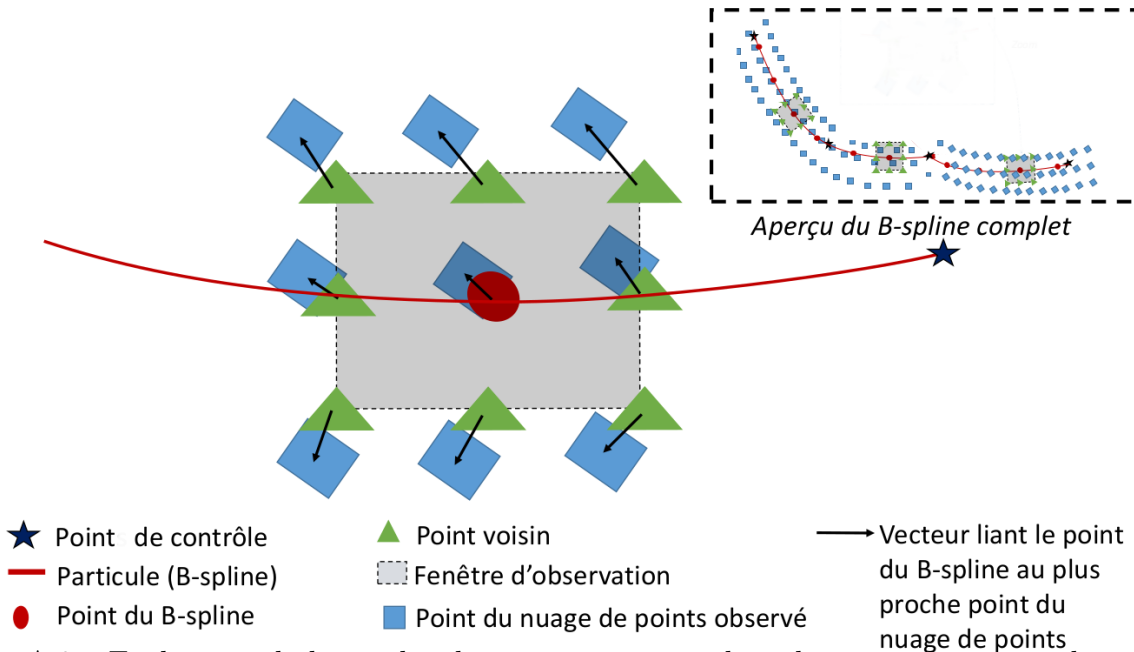 Aperçu du B-spline complet
Point de contrôle
Particule (B-spline)
Point du B-spline
Point voisin
Fenêtre d'observation
Point du nuage de points observé
Vecteur liant le point
du B-spline au plus
proche point du
nuage de points